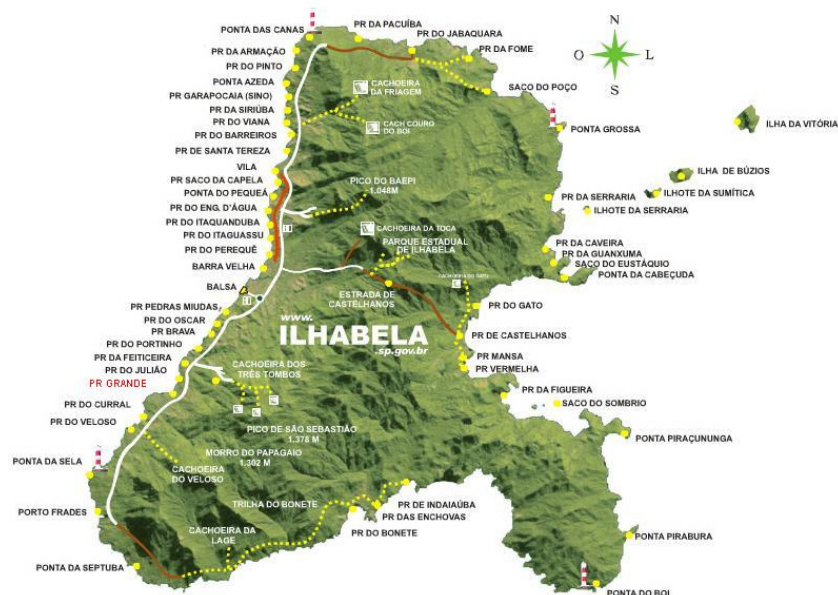 PONTA DAS CANAS
PR DA PACUÍBA
PR DO JABAQUARA
PR DA FOME
PR DA ARMAÇÃO
PR DO PINTO
PONTA AZEDA
PR GARAPOCAIA (SINO)
PR DA SIRIÚBA
PR DO VIANA
PR DO BARREIROS
PR DE SANTA TEREZA
VILA
PR SACO DA CAPELA
PONTA DO PEQUEÁ
PR DO ENG. D'ÁGUA
PR DO ITAQUANDUBA
PR DO ITAGUASSU
PR DO PEREQUÊ
BARRA VELHA
BALSA
PR PEDRAS MIUDAS
PR DO OSCAR
PR BRAVA
PR DO PORTINHO
PR DA FEITICEIRA
PR DO JULIÃO
PR GRANDE
PR DO CURRAL
PR DO VELOSO
PONTA DA SELA
PORTO FRADES
PONTA DA SEPTUBA
CACHOEIRA
DA FRIAGEM
CACH COURO
DO BOI
PICO DO BAEPI
1.048M
CACHOEIRA DA TOCA
PARQUE ESTADUAL
DE ILHABELA
CACHOEIRA DO GATO
ESTRADA DE
CASTELHANOS
www.
ILHABELA
.sp.gov.br
CACHOEIRA DOS
TRÊS TOMBOS
PICO DE SÃO SEBASTIÃO
1.378 M
MORRO DO PAPAGAIO
1.302 M
CACHOEIRA
DO VELOSO
TRILHA DO BONETE
CACHOEIRA DA
LAGE
N
O
L
S
SACO DO POÇO
PONTA GROSSA
ILHA DA VITÓRIA
ILHA DE BÚZIOS
ILHOTE DA SUMÍTICA
PR DA SERRARIA
ILHOTE DA SERRARIA
PR DA CAVEIRA
PR DA GUANXUMA
SACO DO EUSTÁQUIO
PONTA DA CABEÇUDA
PR DO GATO
PR DE CASTELHANOS
PR MANSA
PR VERMELHA
PR DA FIGUEIRA
SACO DO SOMBRIO
PONTA PIRAÇUNUNGA
PR DE INDAIAÚBA
PR DAS ENCHOVAS
PR DO BONETE
PONTA PIRABURA
PONTA DO BOI